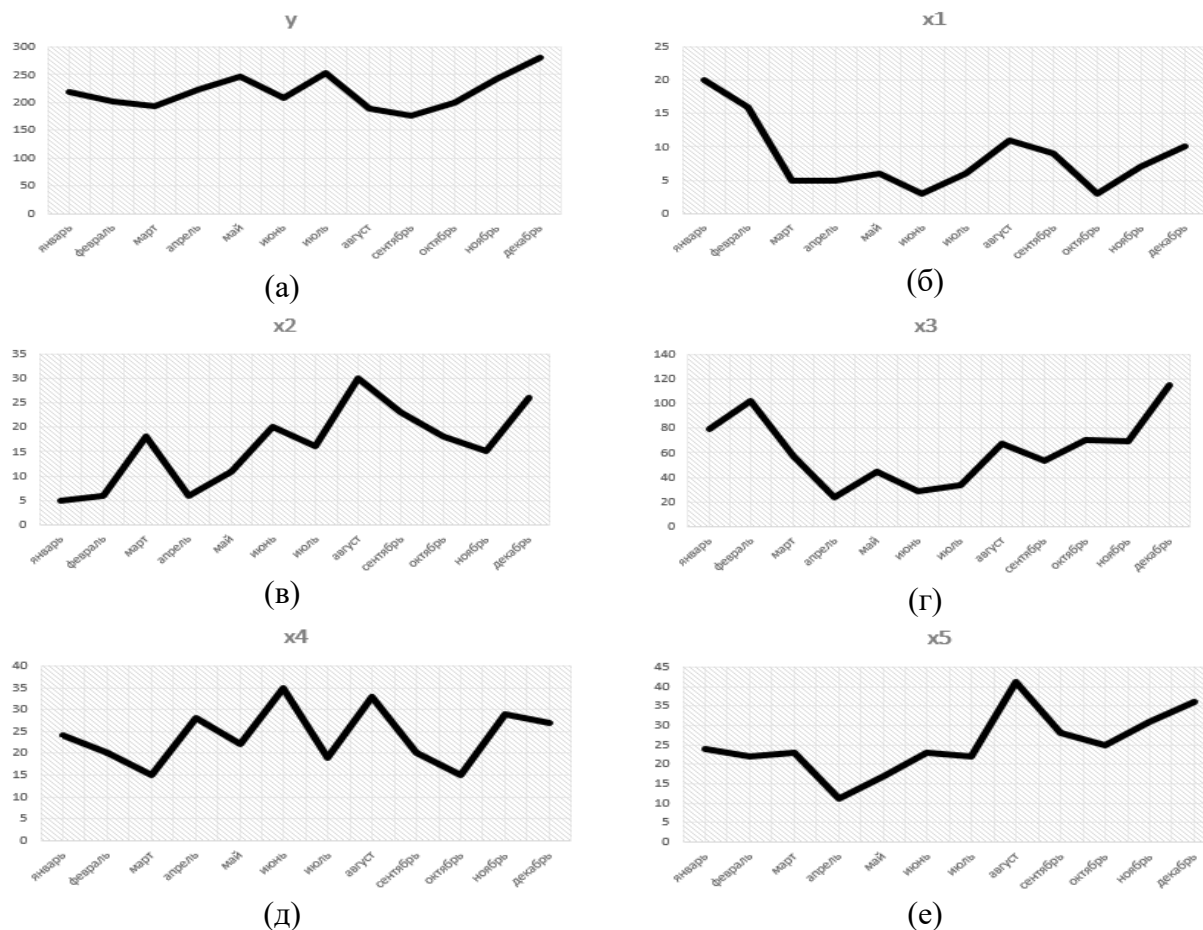 y
300
250
200
150
100
50
0
январь
февраль
март
апрель
май
июнь
июль
август
сентябрь
октябрь
ноябрь
декабрь
(а)
x1
25
20
15
10
5
0
январь
февраль
март
апрель
май
июнь
июль
август
сентябрь
октябрь
ноябрь
декабрь
(б)
x2
35
30
25
20
15
10
5
0
январь
февраль
март
апрель
май
июнь
июль
август
сентябрь
октябрь
ноябрь
декабрь
(в)
x3
140
120
100
80
60
40
20
0
январь
февраль
март
апрель
май
июнь
июль
август
сентябрь
октябрь
ноябрь
декабрь
(г)
x4
40
35
30
25
20
15
10
5
0
январь
февраль
март
апрель
май
июнь
июль
август
сентябрь
октябрь
ноябрь
декабрь
(д)
x5
45
40
35
30
25
20
15
10
5
0
январь
февраль
март
апрель
май
июнь
июль
август
сентябрь
октябрь
ноябрь
декабрь
(е)